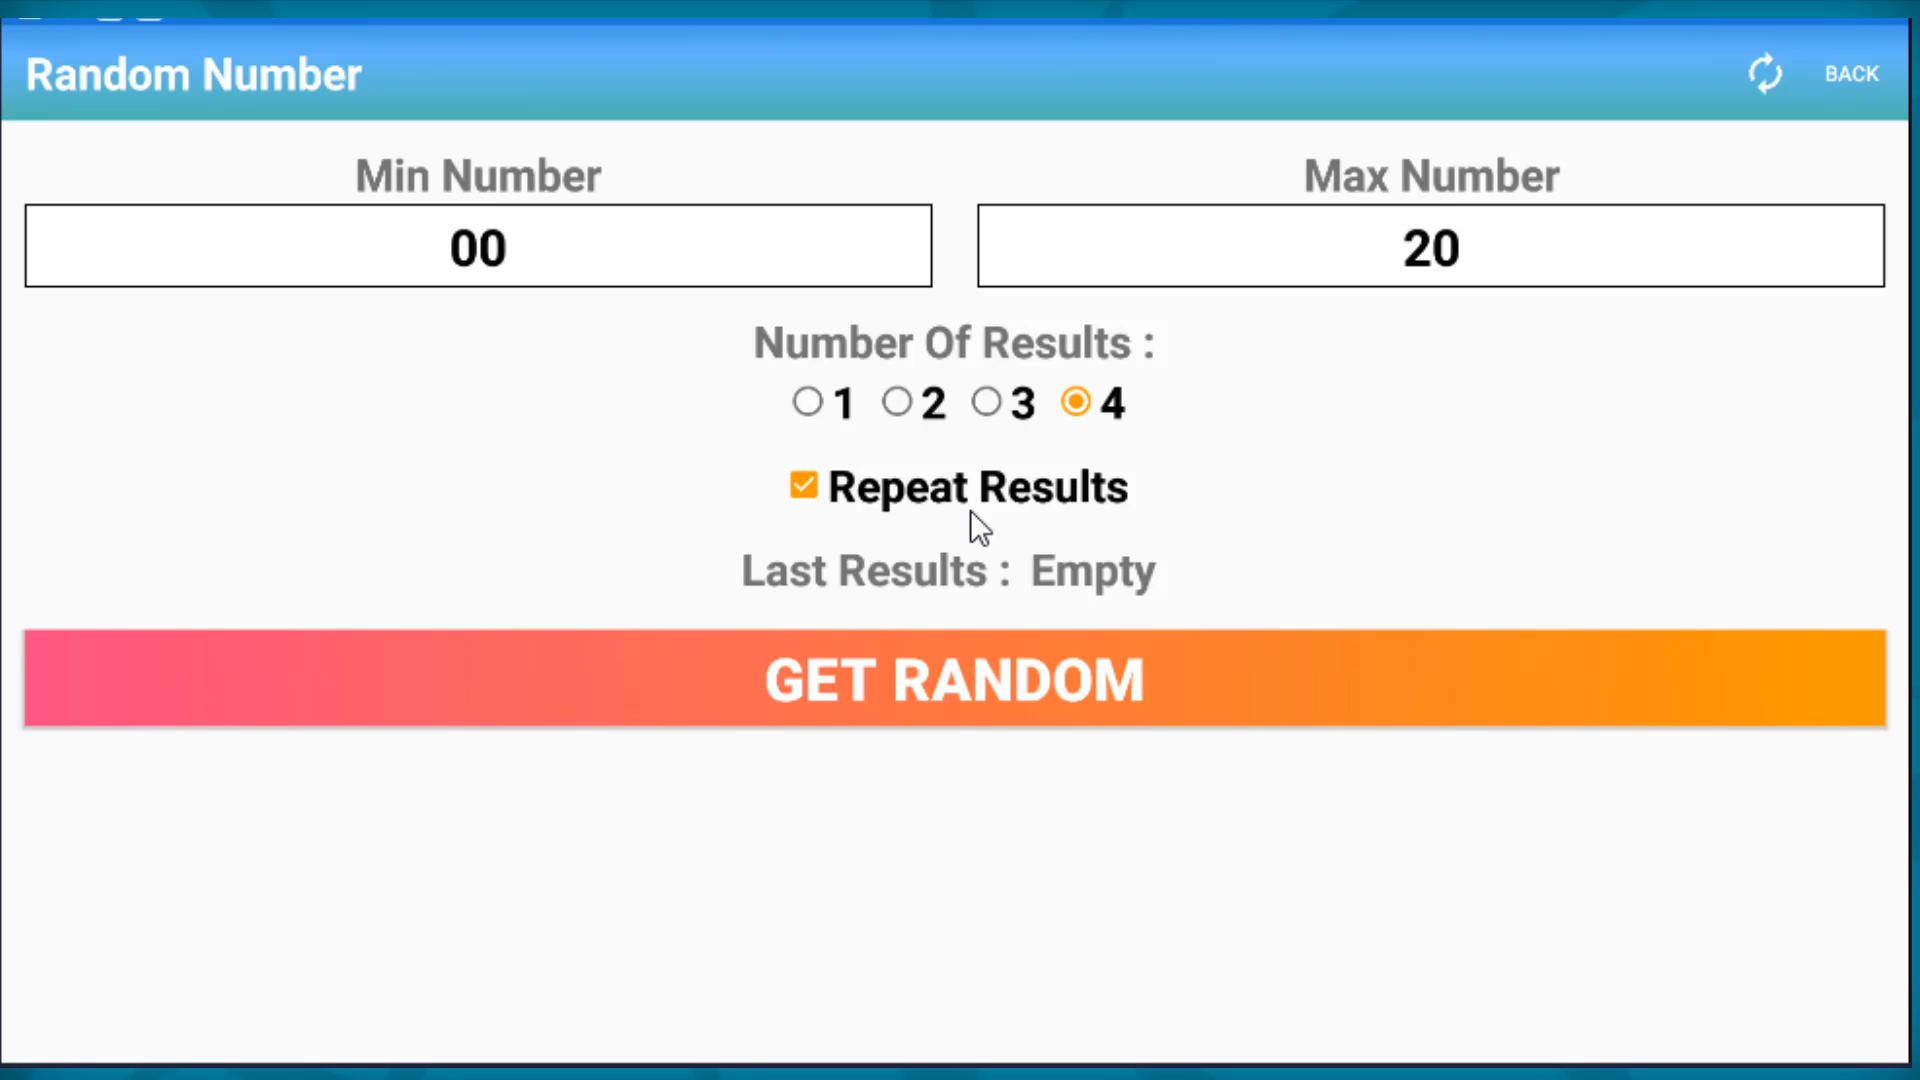 Random Number
BACK
Min Number
Max Number
00
20
Number Of Results :
1 2 3 4
Repeat Results
Last Results : Empty
GET RANDOM